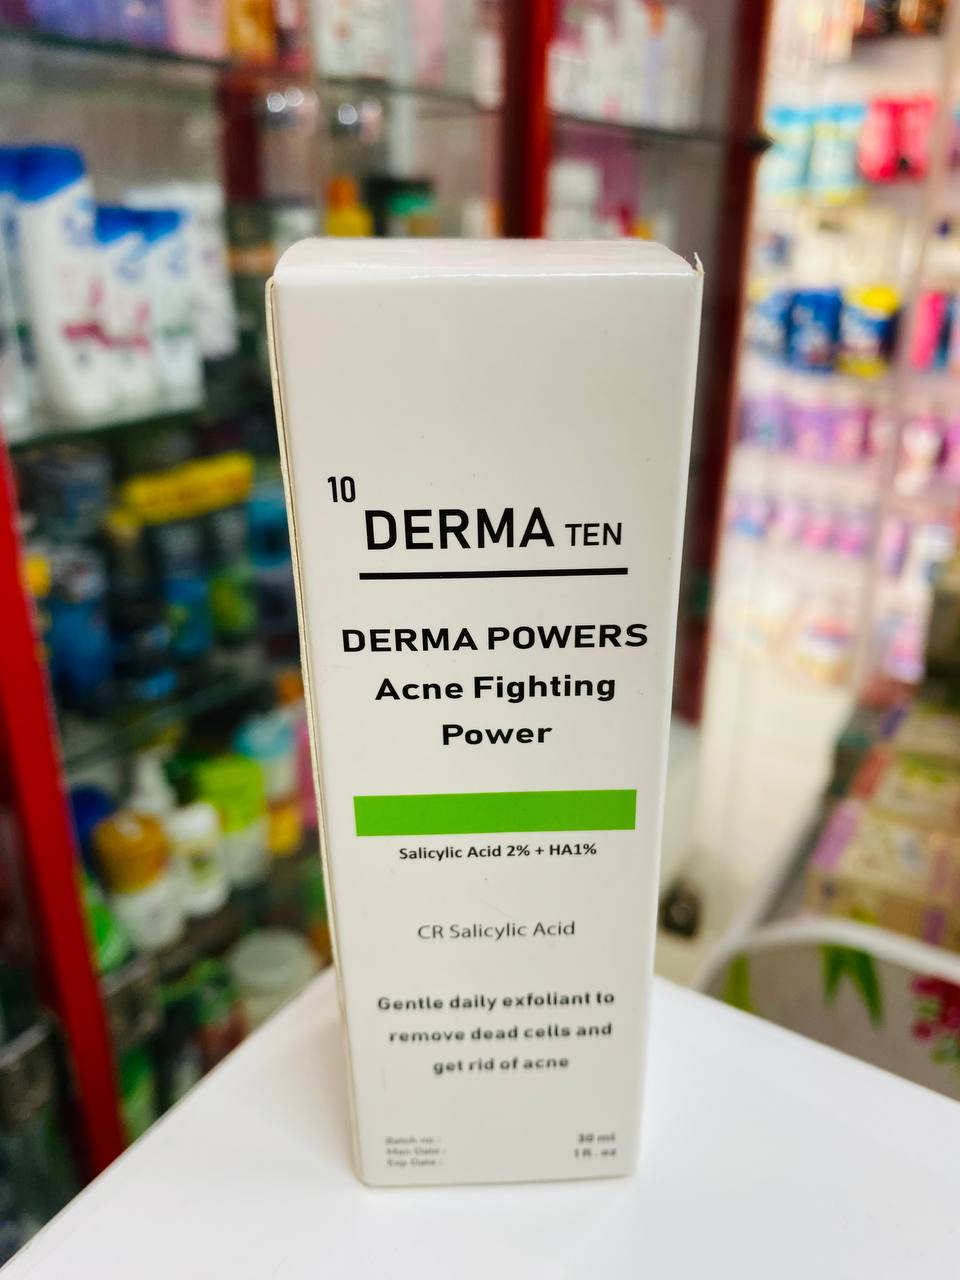 10
DERMA TEN
DERMA POWERS
Acne Fighting
Power
Salicylic Acid 2% + HA1%
CR Salicylic Acid
Gentle daily exfoliant to
remove dead cells and
get rid of acne
Batch no :
Man Date :
Exp Date :
30 ml
1 fl. oz